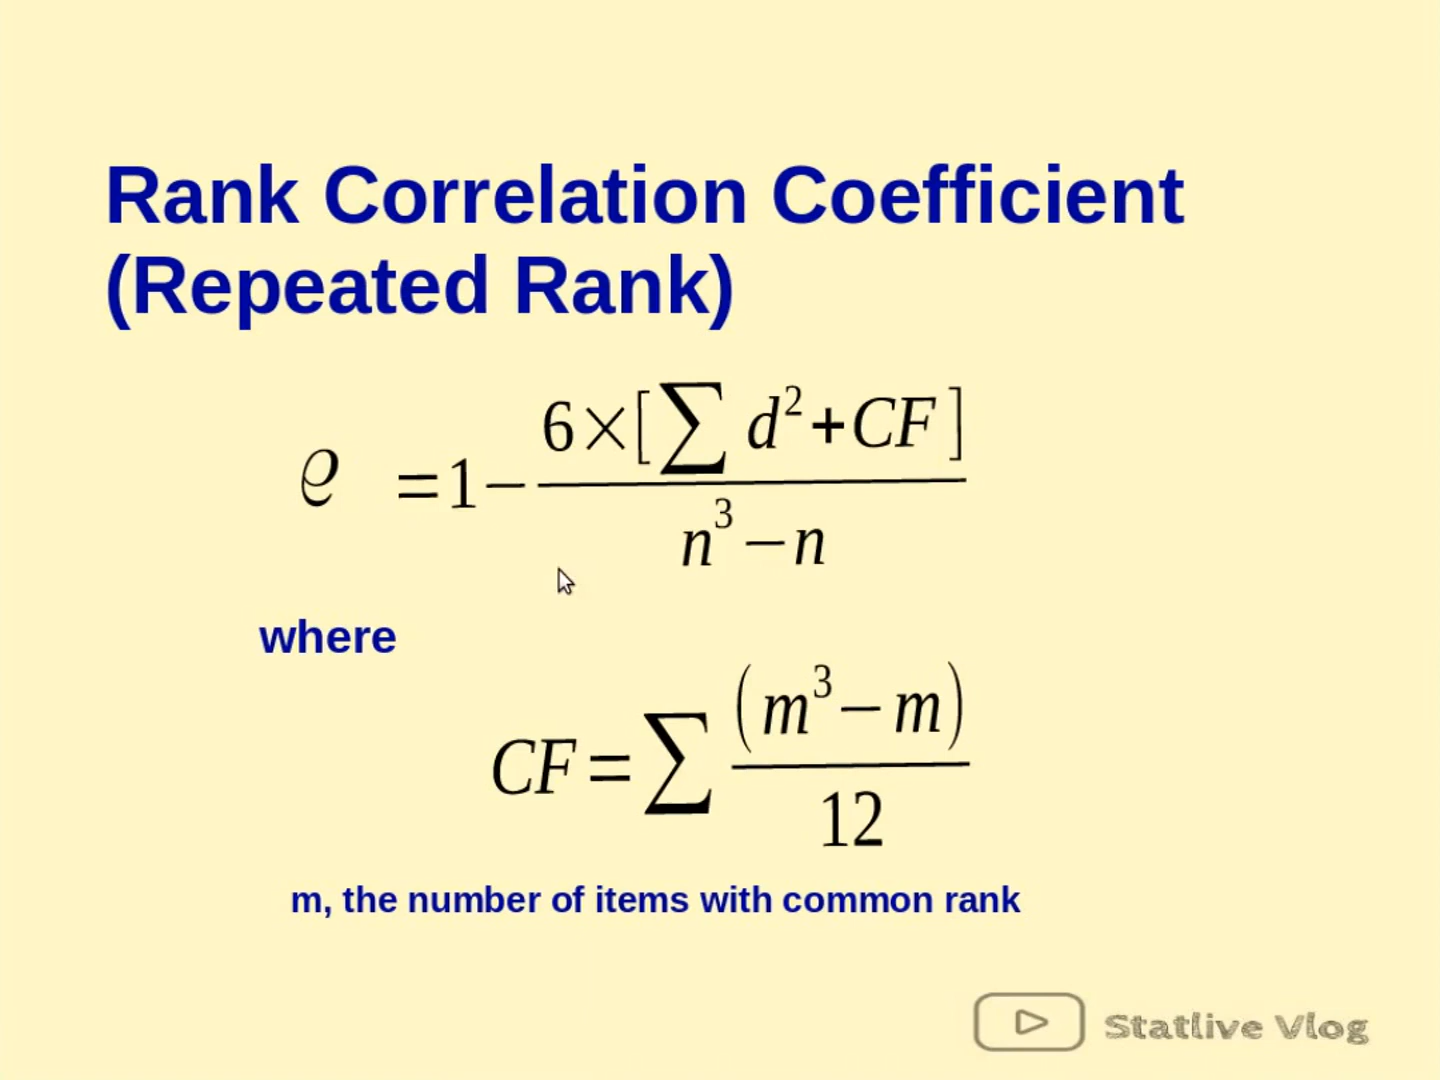 Rank Correlation Coefficient
(Repeated Rank)
ϱ =1− 6×[∑ d²+CF] / n³−n
where
CF=∑ (m³−m) / 12
m, the number of items with common rank
Statlive Vlog